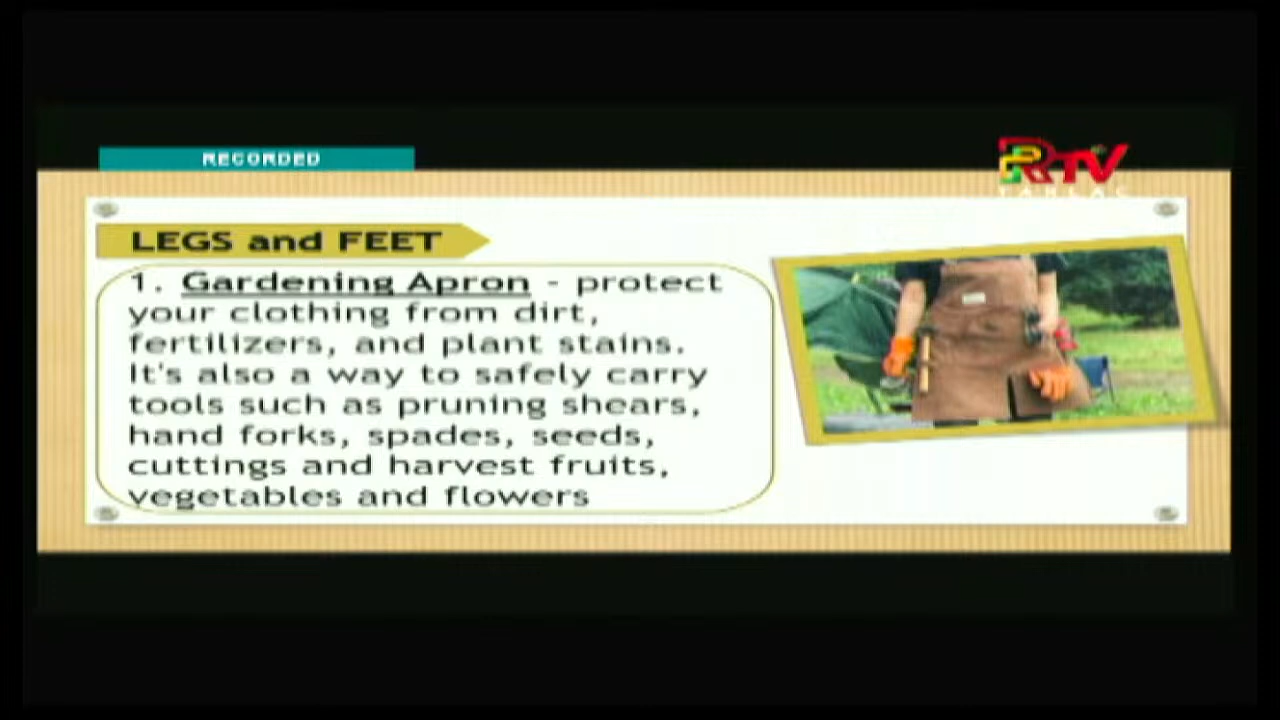 RECORDED
RTV
TARLAC
LEGS and FEET
1. Gardening Apron - protect
your clothing from dirt,
fertilizers, and plant stains.
It's also a way to safely carry
tools such as pruning shears,
hand forks, spades, seeds,
cuttings and harvest fruits,
vegetables and flowers